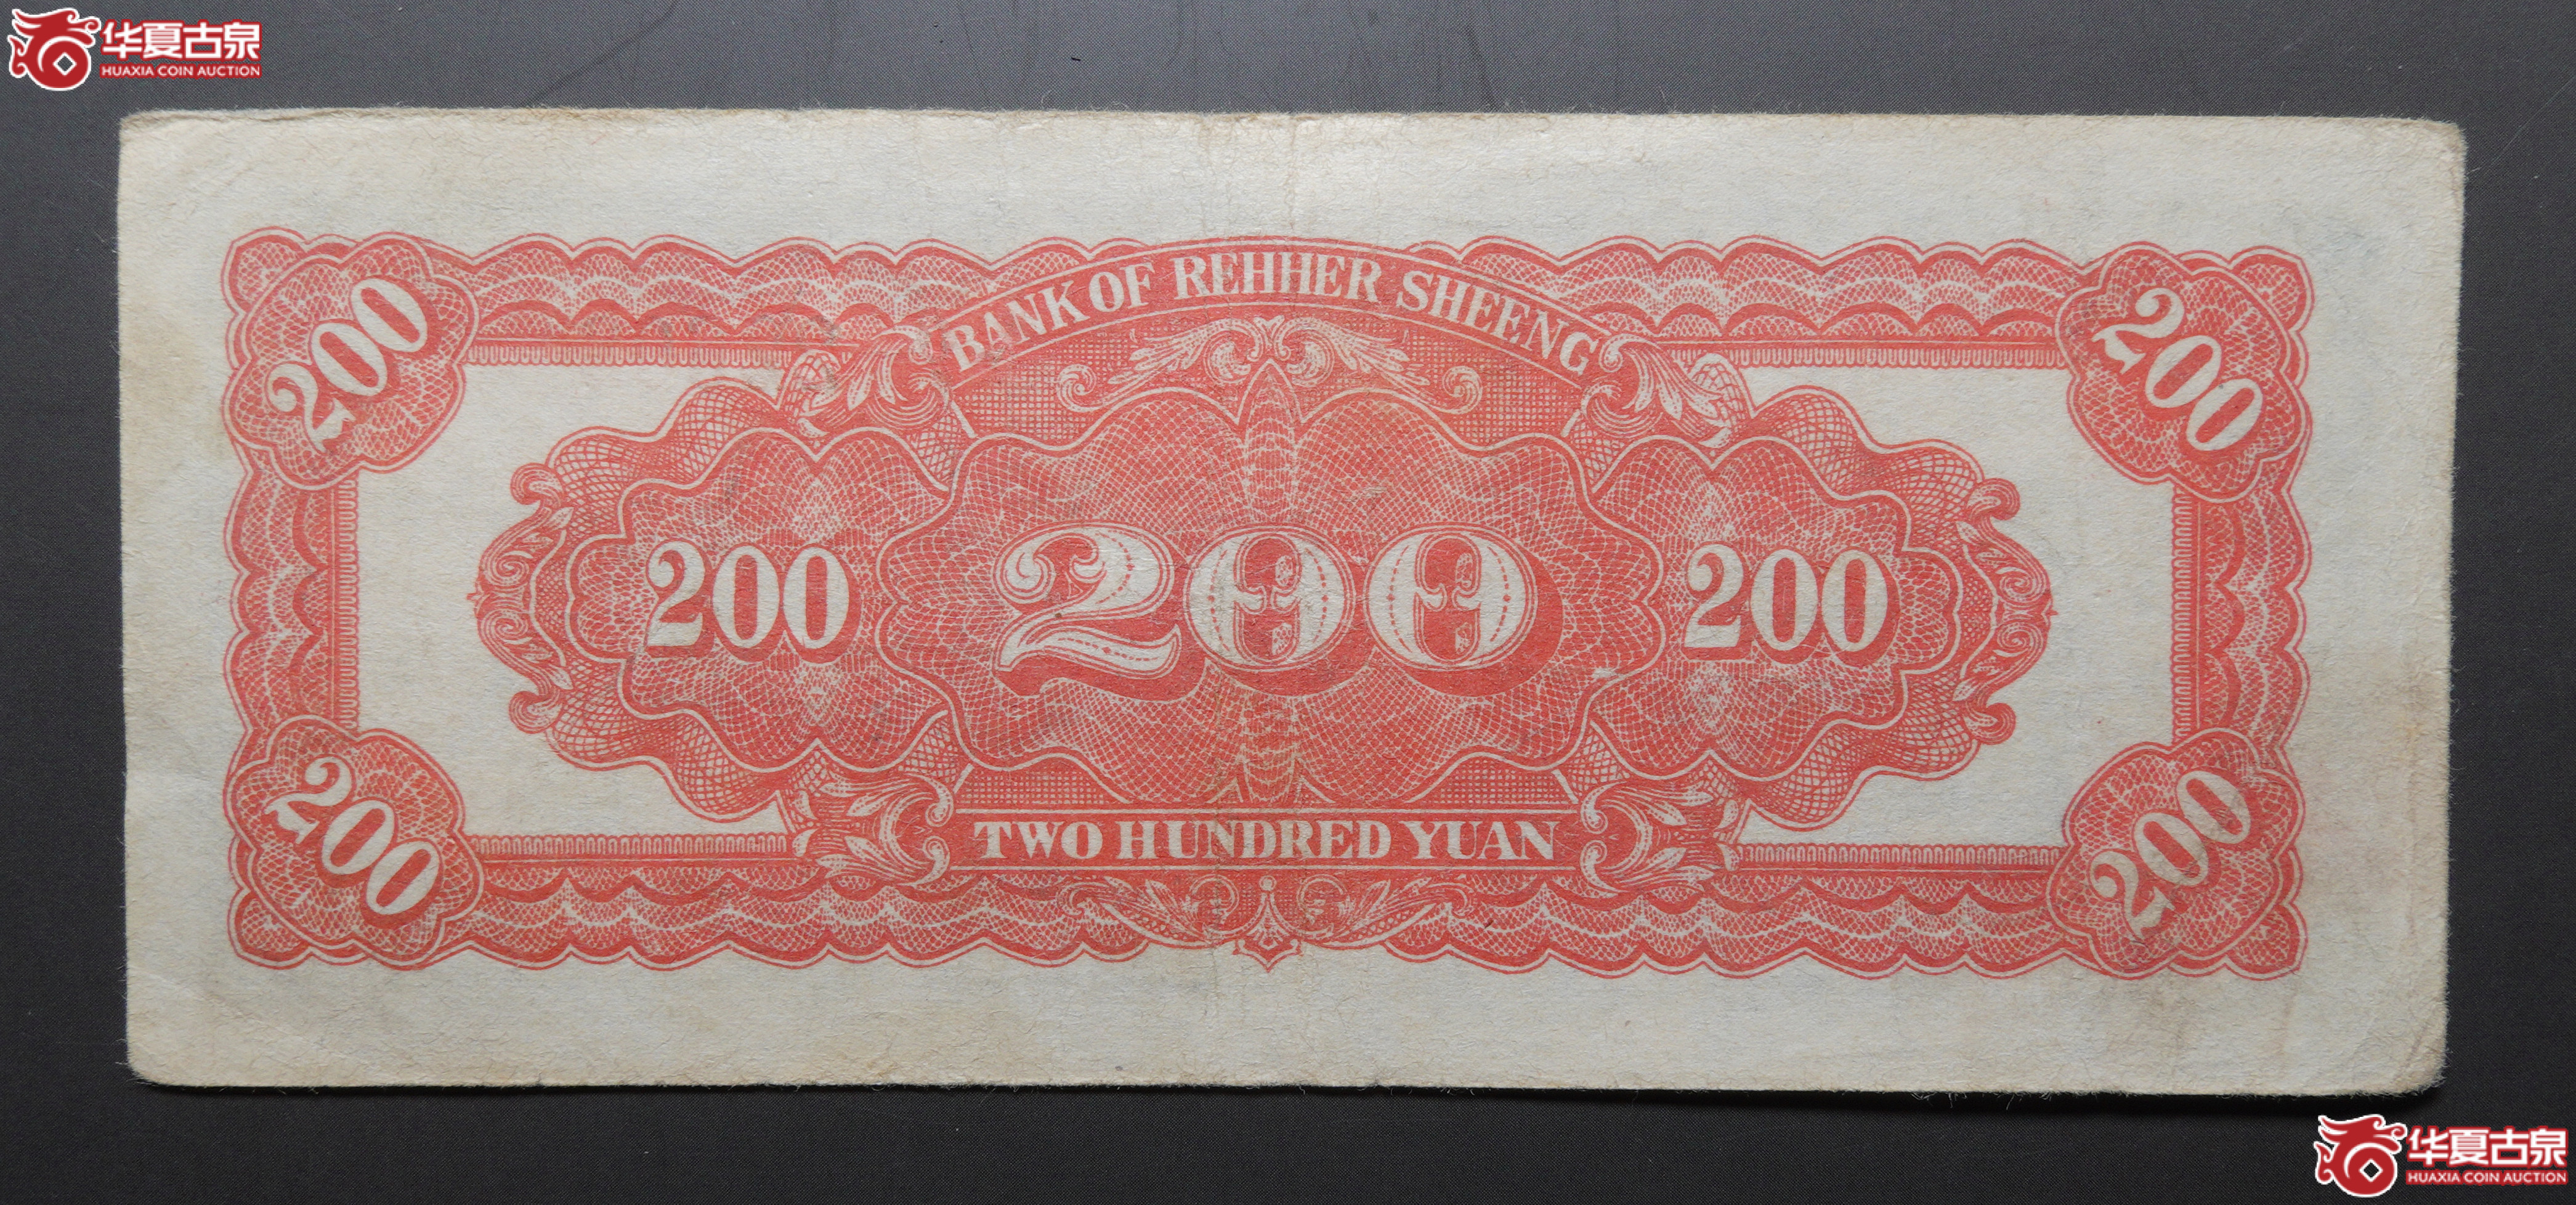 华夏古泉
HUAXIA COIN AUCTION
200
BANK OF REHHER SHEENG
200
200
200
200
200
TWO HUNDRED YUAN
200
华夏古泉
HUAXIA COIN AUCTION